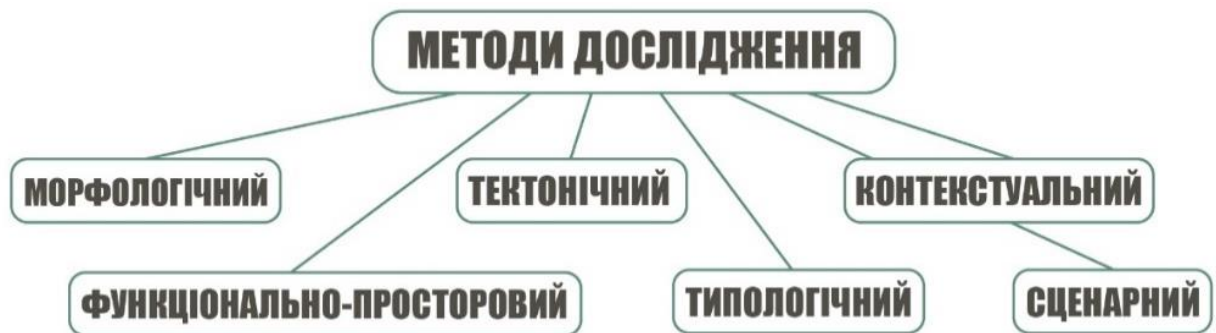 МЕТОДИ ДОСЛІДЖЕННЯ
МОРФОЛОГІЧНИЙ
ТЕКТОНІЧНИЙ
КОНТЕКСТУАЛЬНИЙ
ФУНКЦІОНАЛЬНО-ПРОСТОРОВИЙ
ТИПОЛОГІЧНИЙ
СЦЕНАРНИЙ